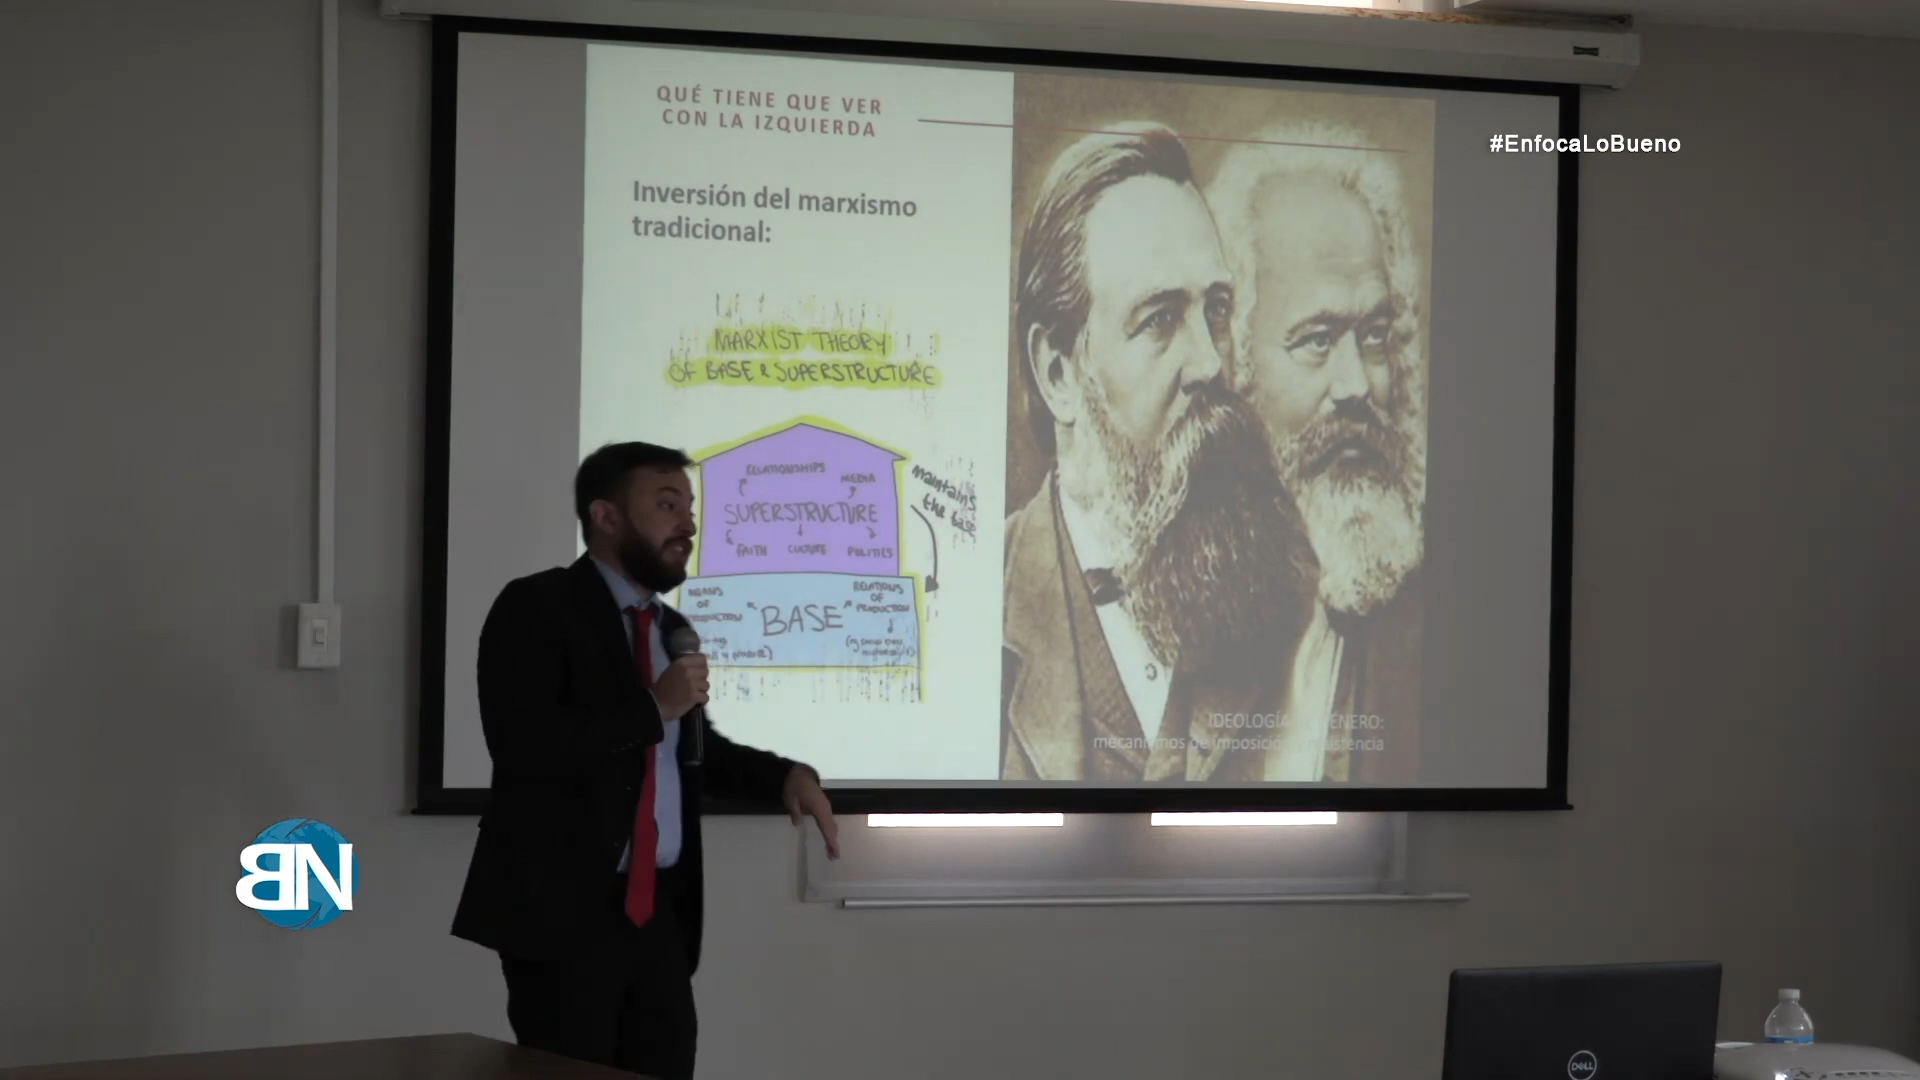 QUÉ TIENE QUE VER
CON LA IZQUIERDA
#EnfocaLoBueno
Inversión del marxismo
tradicional:
MARXIST THEORY
OF BASE & SUPERSTRUCTURE
RELATIONSHIPS
MEDIA
SUPERSTRUCTURE
FAITH CULTURE POLITICS
maintains
the base
MEANS
OF
RELATIONS
OF
PRODUCTION
"BASE"
IDEOLOGÍA
mecanismos de imposición
BN
DELL